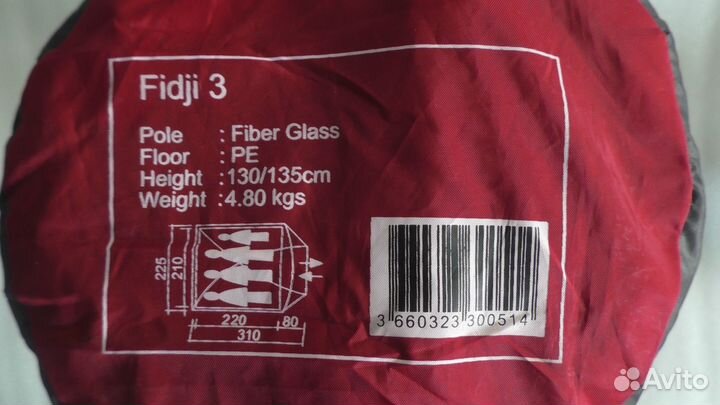 Fidji 3
Pole : Fiber Glass
Floor : PE
Height : 130/135cm
Weight : 4.80 kgs
225
210
220
80
310
3 660323 300514
Avito